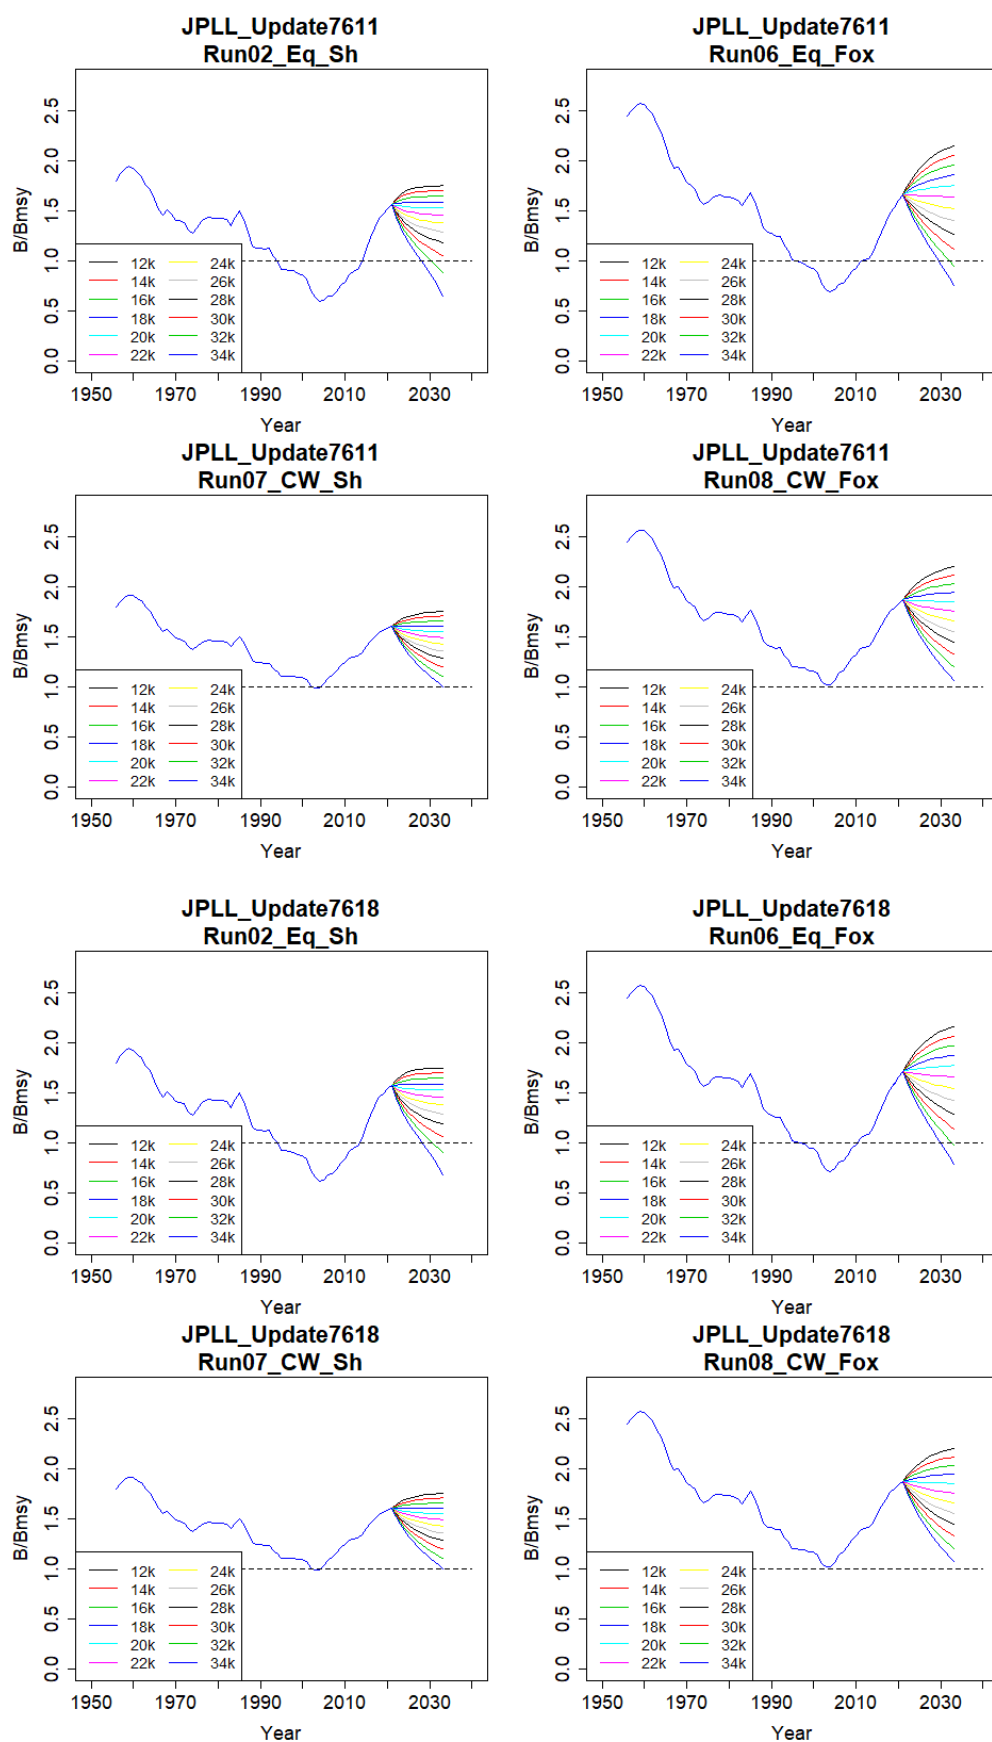 JPLL_Update7611
Run02_Eq_Sh
B/Bmsy
2.5
2.0
1.5
1.0
0.5
0.0
12k 24k
14k 26k
16k 28k
18k 30k
20k 32k
22k 34k
1950 1970 1990 2010 2030
Year
JPLL_Update7611
Run06_Eq_Fox
B/Bmsy
2.5
2.0
1.5
1.0
0.5
0.0
12k 24k
14k 26k
16k 28k
18k 30k
20k 32k
22k 34k
1950 1970 1990 2010 2030
Year
JPLL_Update7611
Run07_CW_Sh
B/Bmsy
2.5
2.0
1.5
1.0
0.5
0.0
12k 24k
14k 26k
16k 28k
18k 30k
20k 32k
22k 34k
1950 1970 1990 2010 2030
Year
JPLL_Update7611
Run08_CW_Fox
B/Bmsy
2.5
2.0
1.5
1.0
0.5
0.0
12k 24k
14k 26k
16k 28k
18k 30k
20k 32k
22k 34k
1950 1970 1990 2010 2030
Year
JPLL_Update7618
Run02_Eq_Sh
B/Bmsy
2.5
2.0
1.5
1.0
0.5
0.0
12k 24k
14k 26k
16k 28k
18k 30k
20k 32k
22k 34k
1950 1970 1990 2010 2030
Year
JPLL_Update7618
Run06_Eq_Fox
B/Bmsy
2.5
2.0
1.5
1.0
0.5
0.0
12k 24k
14k 26k
16k 28k
18k 30k
20k 32k
22k 34k
1950 1970 1990 2010 2030
Year
JPLL_Update7618
Run07_CW_Sh
B/Bmsy
2.5
2.0
1.5
1.0
0.5
0.0
12k 24k
14k 26k
16k 28k
18k 30k
20k 32k
22k 34k
1950 1970 1990 2010 2030
Year
JPLL_Update7618
Run08_CW_Fox
B/Bmsy
2.5
2.0
1.5
1.0
0.5
0.0
12k 24k
14k 26k
16k 28k
18k 30k
20k 32k
22k 34k
1950 1970 1990 2010 2030
Year